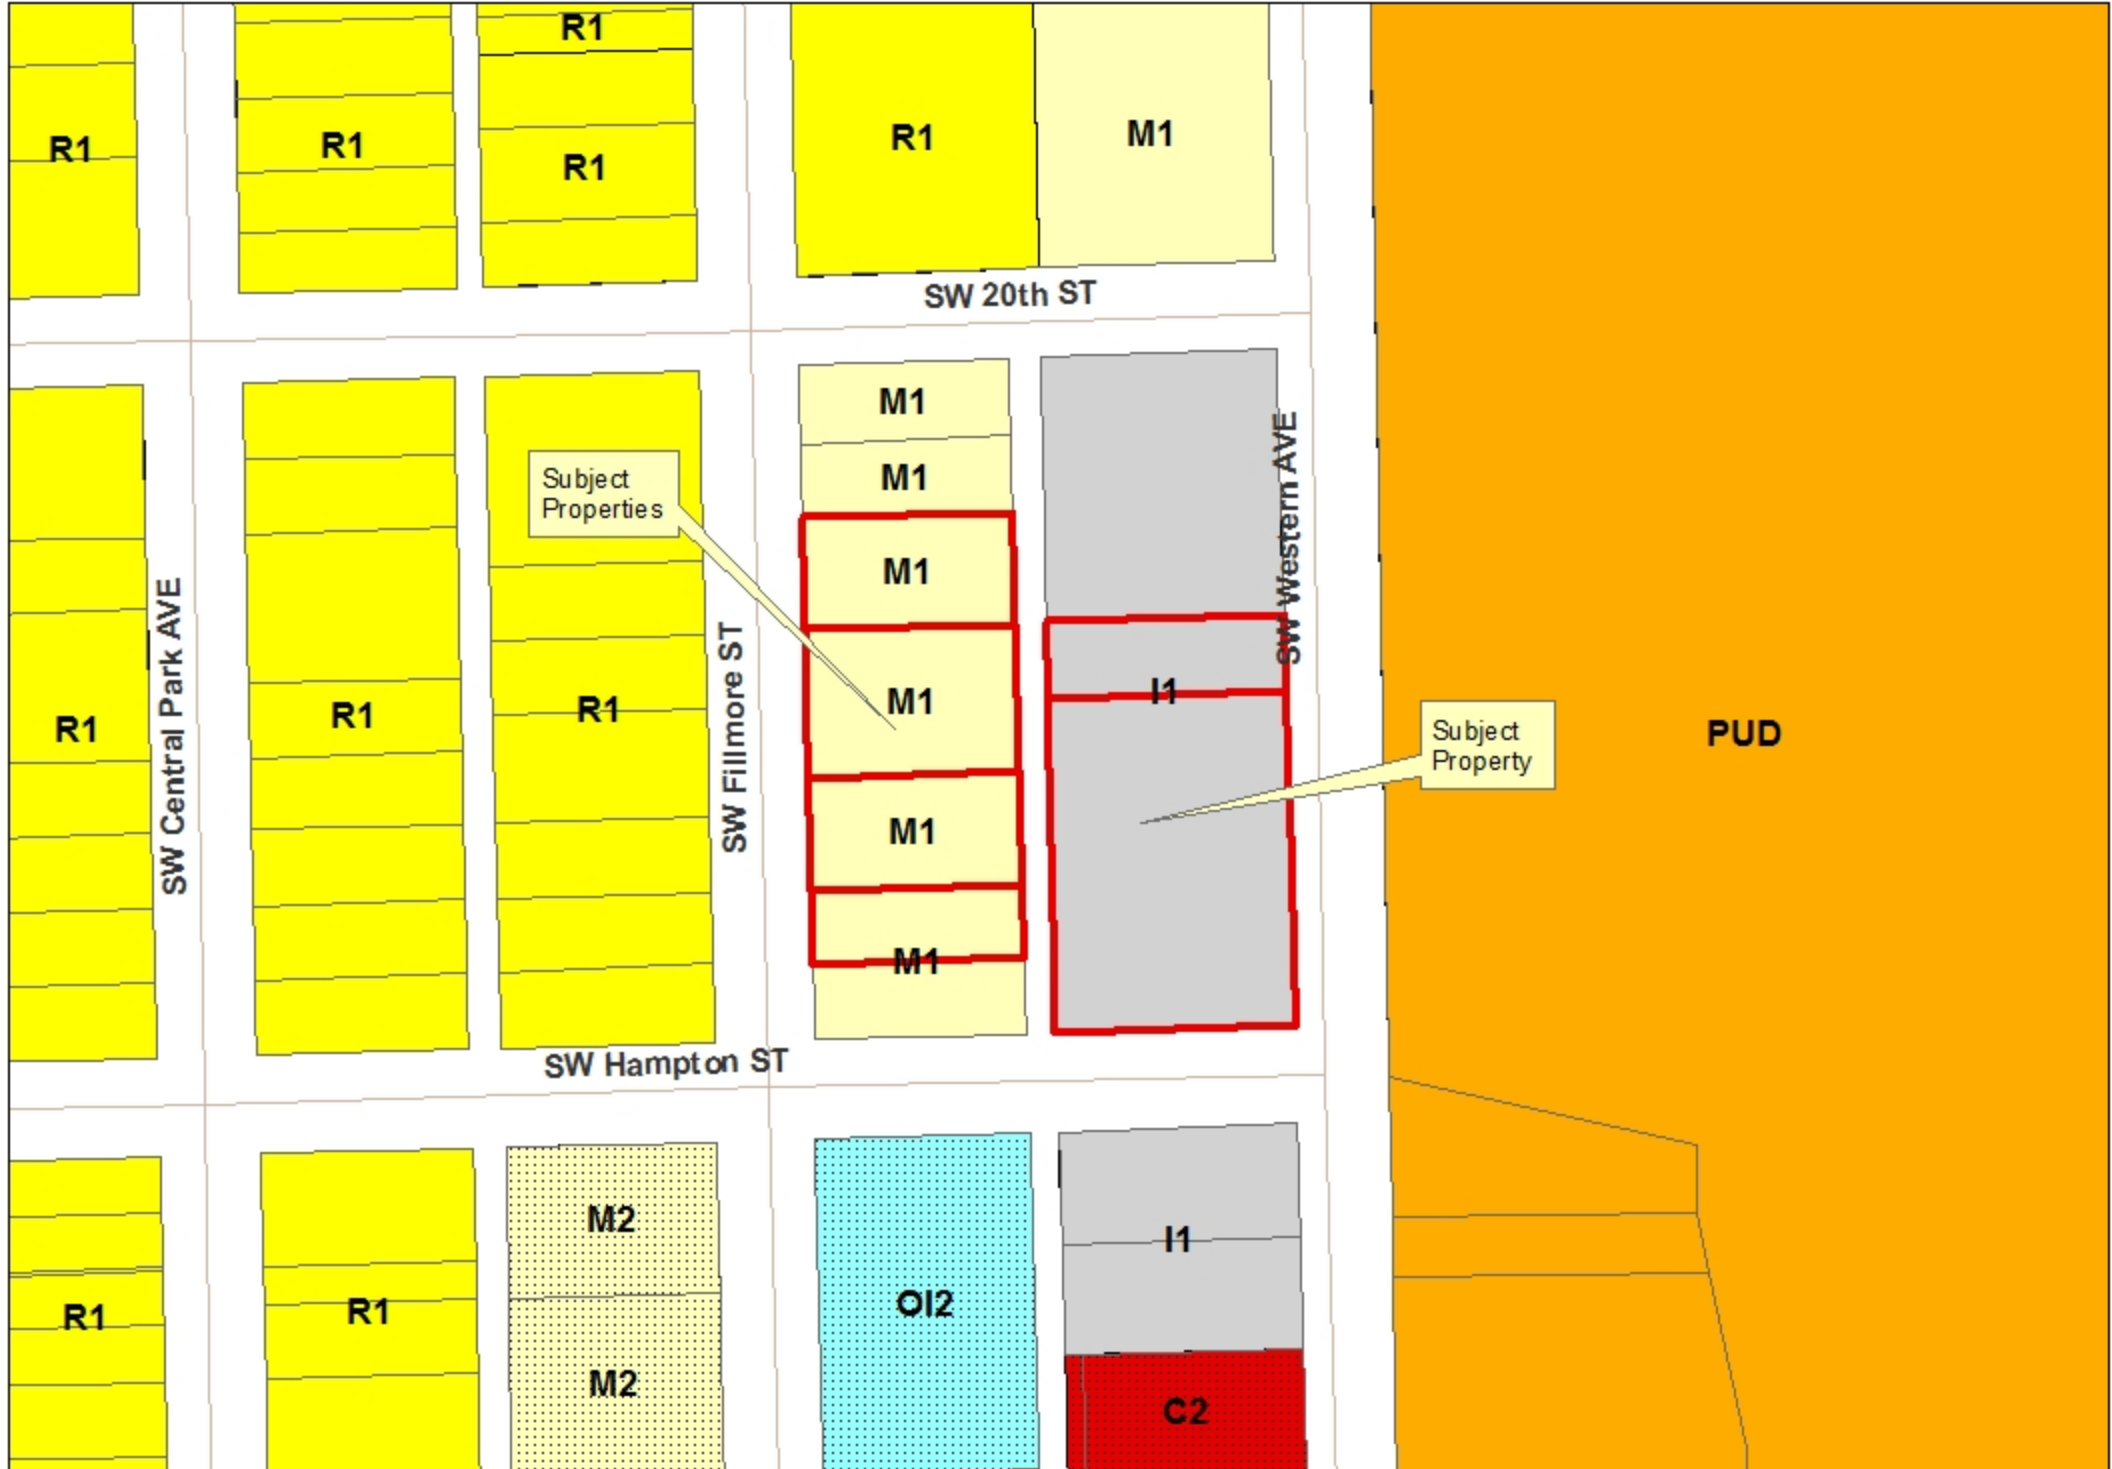 R1
R1
R1
R1
R1
M1
SW 20th ST
M1
M1
Subject
Properties
M1
SW Western AVE
I1
M1
R1
R1
R1
SW Central Park AVE
SW Fillmore ST
Subject
Property
PUD
M1
M1
SW Hampton ST
M2
I1
OI2
R1
R1
M2
C2